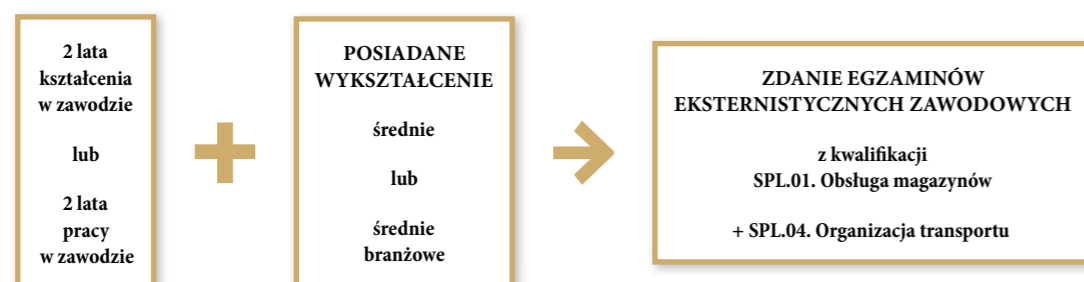 2 lata
kształcenia
w zawodzie
lub
2 lata
pracy
w zawodzie
POSIADANE
WYKSZTAŁCENIE
średnie
lub
średnie
branżowe
ZDANIE EGZAMINÓW
EKSTERNISTYCZNYCH ZAWODOWYCH
z kwalifikacji
SPL.01. Obsługa magazynów
+ SPL.04. Organizacja transportu